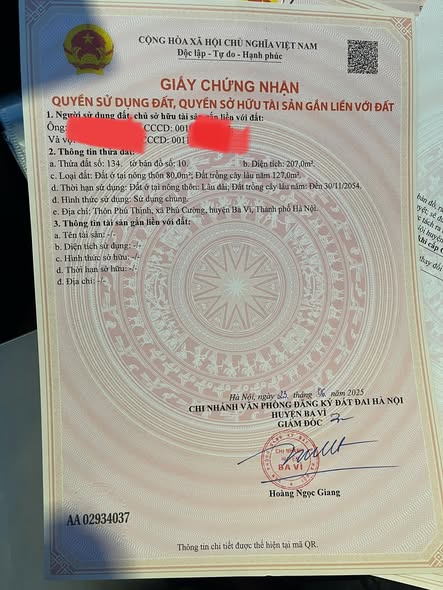 CỘNG HÒA XÃ HỘI CHỦ NGHĨA VIỆT NAM
Độc lập - Tự do - Hạnh phúc
GIẤY CHỨNG NHẬN
QUYỀN SỬ DỤNG ĐẤT, QUYỀN SỞ HỮU TÀI SẢN GẮN LIỀN VỚI ĐẤT
1. Người sử dụng đất, chủ sở hữu tài sản gắn liền với đất:
Ông: CCCD: 001
Và vợ: CCCD: 001
2. Thông tin thửa đất:
a. Thửa đất số: 134. tờ bản đồ số: 10. b. Diện tích: 207,0m².
c. Loại đất: Đất ở tại nông thôn 80,0m²; Đất trồng cây lâu năm 127,0m².
d. Thời hạn sử dụng: Đất ở tại nông thôn: Lâu dài; Đất trồng cây lâu năm: Đến 30/11/2054.
đ. Hình thức sử dụng: Sử dụng chung.
e. Địa chỉ: Thôn Phú Thịnh, xã Phú Cường, huyện Ba Vì, Thành phố Hà Nội.
3. Thông tin tài sản gắn liền với đất:
a. Tên tài sản: -/-
b. Diện tích sử dụng: -/-
c. Hình thức sở hữu: -/-
d. Thời hạn sở hữu: -/-
đ. Địa chỉ: -/-
Hà Nội, ngày tháng năm 2025
CHI NHÁNH VĂN PHÒNG ĐĂNG KÝ ĐẤT ĐAI HÀ NỘI
HUYỆN BA VÌ
GIÁM ĐỐC
BA VÌ
Hoàng Ngọc Giang
AA 02934037
Thông tin chi tiết được thể hiện tại mã QR.